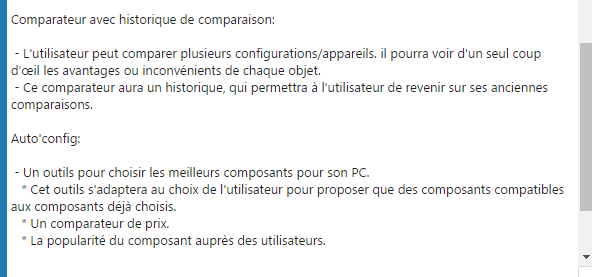 Comparateur avec historique de comparaison:
- L'utilisateur peut comparer plusieurs configurations/appareils. il pourra voir d'un seul coup
d'œil les avantages ou inconvénients de chaque objet.
- Ce comparateur aura un historique, qui permettra à l'utilisateur de revenir sur ses anciennes
comparaisons.
Auto'config:
- Un outils pour choisir les meilleurs composants pour son PC.
* Cet outils s'adaptera au choix de l'utilisateur pour proposer que des composants compatibles
aux composants déjà choisis.
* Un comparateur de prix.
* La popularité du composant auprès des utilisateurs.